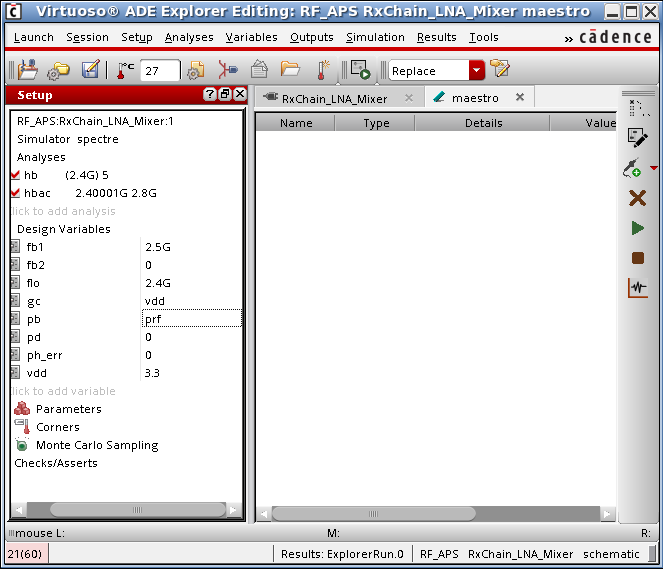 Virtuoso® ADE Explorer Editing: RF_APS RxChain_LNA_Mixer maestro
Launch Session Setup Analyses Variables Outputs Simulation Results Tools » cādence
27 Replace
Setup
RxChain_LNA_Mixer
maestro
RF_APS:RxChain_LNA_Mixer:1
Simulator spectre
Analyses
hb (2.4G) 5
hbac 2.40001G 2.8G
lick to add analysis
Design Variables
fb1 2.5G
fb2 0
flo 2.4G
gc vdd
pb prf
pd 0
ph_err 0
vdd 3.3
lick to add variable
Parameters
Corners
Monte Carlo Sampling
Checks/Asserts
Name Type Details Value
mouse L: M: R:
21(60) Results: ExplorerRun.0 RF_APS RxChain_LNA_Mixer schematic